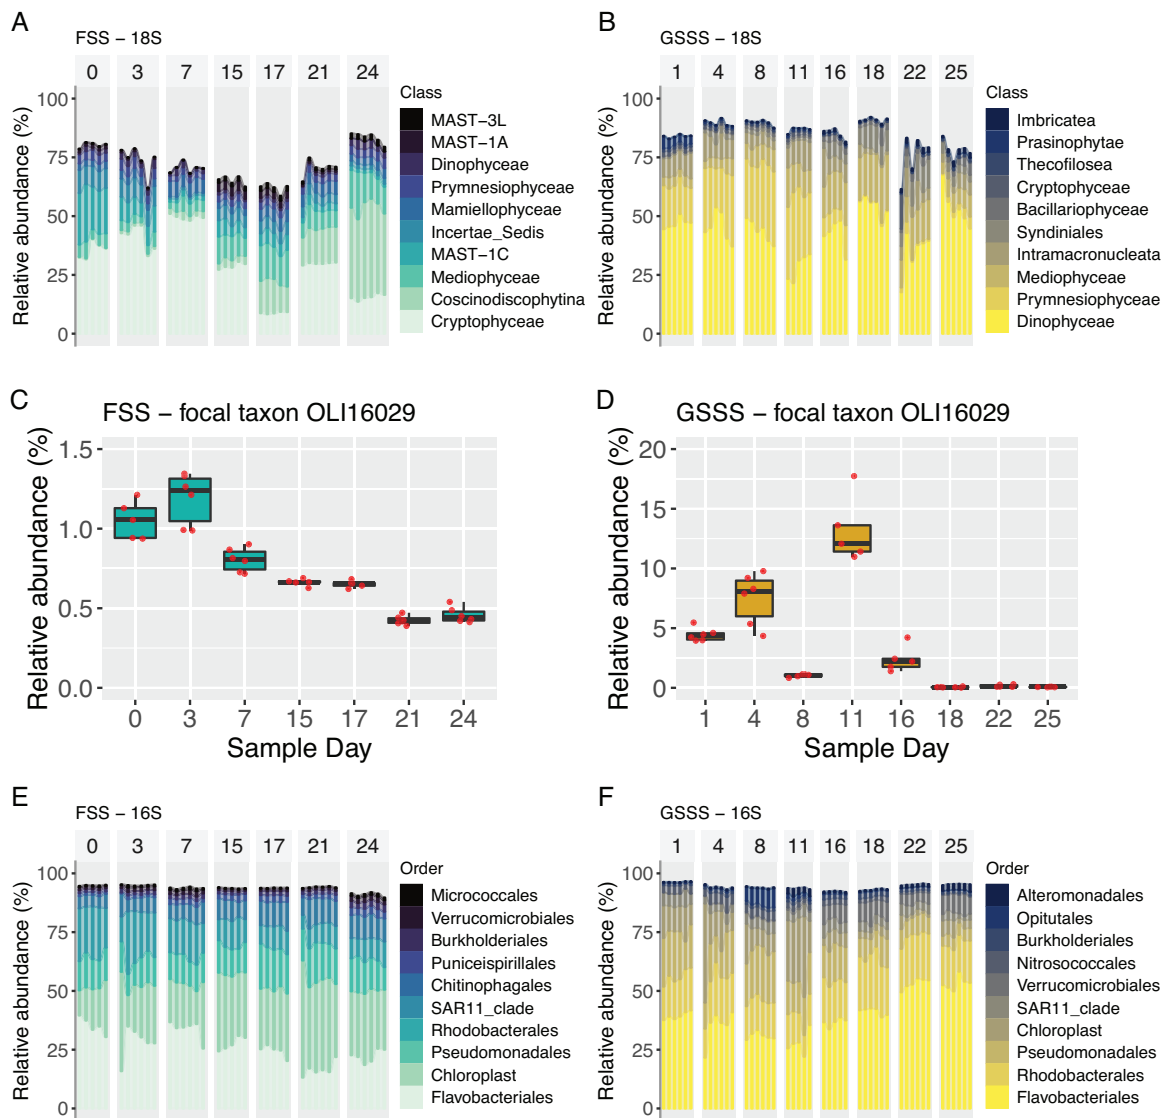 A
FSS – 18S
0 3 7 15 17 21 24
Relative abundance (%)
100
75
50
25
0
Class
MAST−3L
MAST−1A
Dinophyceae
Prymnesiophyceae
Mamiellophyceae
Incertae_Sedis
MAST−1C
Mediophyceae
Coscinodiscophytina
Cryptophyceae
B
GSSS – 18S
1 4 8 11 16 18 22 25
Relative abundance (%)
100
75
50
25
0
Class
Imbricatea
Prasinophytae
Thecofilosea
Cryptophyceae
Bacillariophyceae
Syndiniales
Intramacronucleata
Mediophyceae
Prymnesiophyceae
Dinophyceae
C
FSS – focal taxon OLI16029
Relative abundance (%)
1.5
1.0
0.5
0.0
0 3 7 15 17 21 24
Sample Day
D
GSSS – focal taxon OLI16029
Relative abundance (%)
20
15
10
5
0
1 4 8 11 16 18 22 25
Sample Day
E
FSS – 16S
0 3 7 15 17 21 24
Relative abundance (%)
100
75
50
25
0
Order
Micrococcales
Verrucomicrobiales
Burkholderiales
Puniceispirillales
Chitinophagales
SAR11_clade
Rhodobacterales
Pseudomonadales
Chloroplast
Flavobacteriales
F
GSSS – 16S
1 4 8 11 16 18 22 25
Relative abundance (%)
100
75
50
25
0
Order
Alteromonadales
Opitutales
Burkholderiales
Nitrosococcales
Verrucomicrobiales
SAR11_clade
Chloroplast
Pseudomonadales
Rhodobacterales
Flavobacteriales